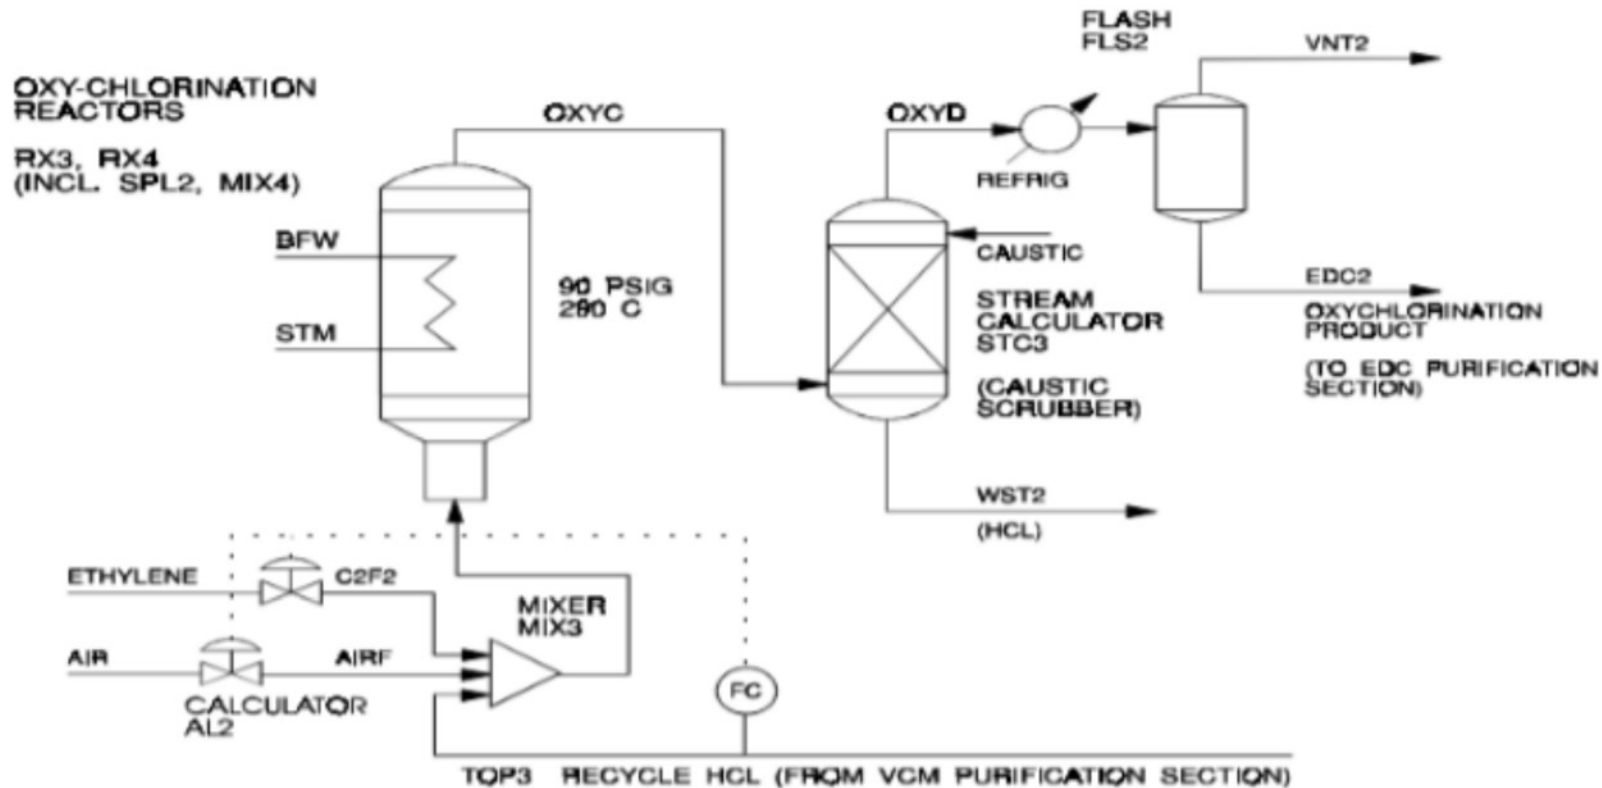 FLASH
FLS2
VNT2
OXY-CHLORINATION
REACTORS
OXYC
OXYD
RX3, RX4
(INCL. SPL2, MIX4)
REFRIG
BFW
CAUSTIC
90 PSIG
290 C
EDC2
STREAM
CALCULATOR
STC3
OXYCHLORINATION
PRODUCT
STM
(TO EDC PURIFICATION
SECTION)
(CAUSTIC
SCRUBBER)
WST2
(HCL)
ETHYLENE
C2F2
MIXER
MIX3
AIR
AIRF
FC
CALCULATOR
AL2
TOP3 RECYCLE HCL (FROM VCM PURIFICATION SECTION)